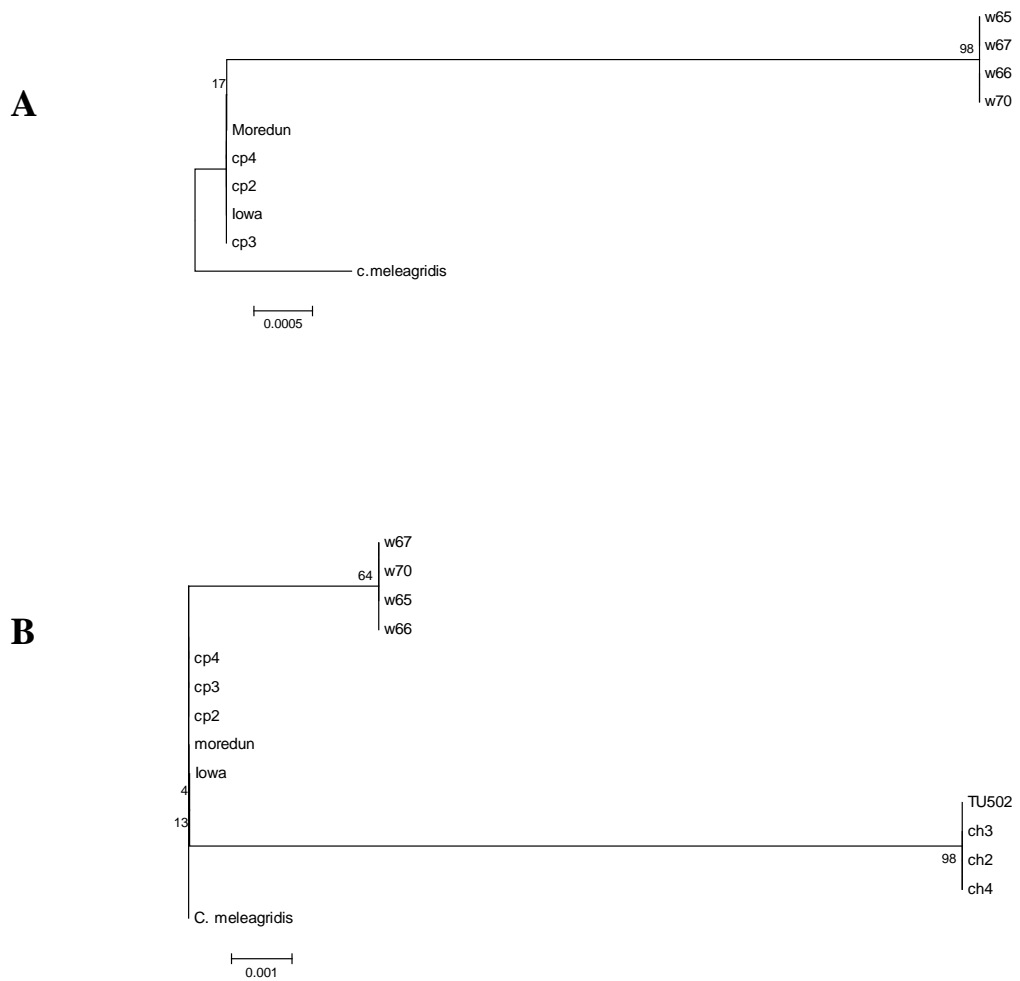 A
w65
98
w67
w66
w70
17
Moredun
cp4
cp2
Iowa
cp3
c.meleagridis
0.0005
B
w67
64
w70
w65
w66
cp4
cp3
cp2
moredun
Iowa
4
13
TU502
ch3
98
ch2
ch4
C. meleagridis
0.001